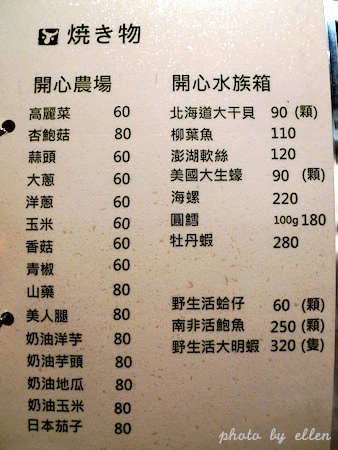 焼き物
開心農場
高麗菜 60
杏鮑菇 80
蒜頭 60
大蔥 60
洋蔥 60
玉米 60
香菇 60
青椒 60
山藥 80
美人腿 80
奶油洋芋 80
奶油芋頭 80
奶油地瓜 80
奶油玉米 80
日本茄子 80
開心水族箱
北海道大干貝 90 (顆)
柳葉魚 110
澎湖軟絲 120
美國大生蠔 90 (顆)
海螺 220
圓鱈 100g 180
牡丹蝦 280
野生活蛤仔 60 (顆)
南非活鮑魚 250 (顆)
野生活大明蝦 320 (隻)
photo by ellen